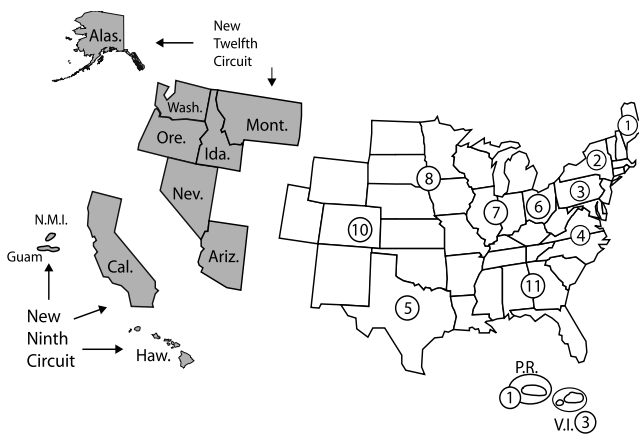 New
Twelfth
Circuit
Alas.
Wash.
Mont.
Ore.
Ida.
Nev.
Ariz.
N.M.I.
Guam
Cal.
New
Ninth
Circuit
Haw.
1
2
3
4
5
6
7
8
10
11
P.R.
1
V.I. 3